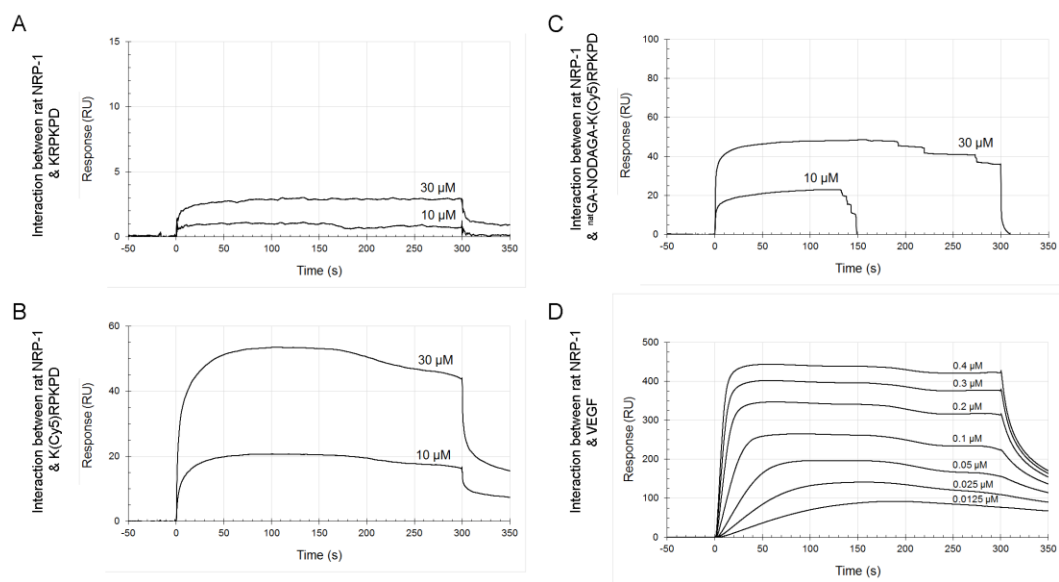 A
Interaction between rat NRP-1
& KRPKPD
Response (RU)
15
12
9
6
3
0
30 µM
10 µM
-50 0 50 100 150 200 250 300 350
Time (s)
B
Interaction between rat NRP-1
& K(Cy5)RPKPD
Response (RU)
60
40
20
0
30 µM
10 µM
-50 0 50 100 150 200 250 300 350
Time (s)
C
Interaction between rat NRP-1
& natGA-NODAGA-K(Cy5)RPKPD
Response (RU)
100
80
60
40
20
0
30 µM
10 µM
-50 0 50 100 150 200 250 300 350
Time (s)
D
Interaction between rat NRP-1
& VEGF
Response (RU)
500
400
300
200
100
0
0.4 µM
0.3 µM
0.2 µM
0.1 µM
0.05 µM
0.025 µM
0.0125 µM
-50 0 50 100 150 200 250 300 350
Time (s)